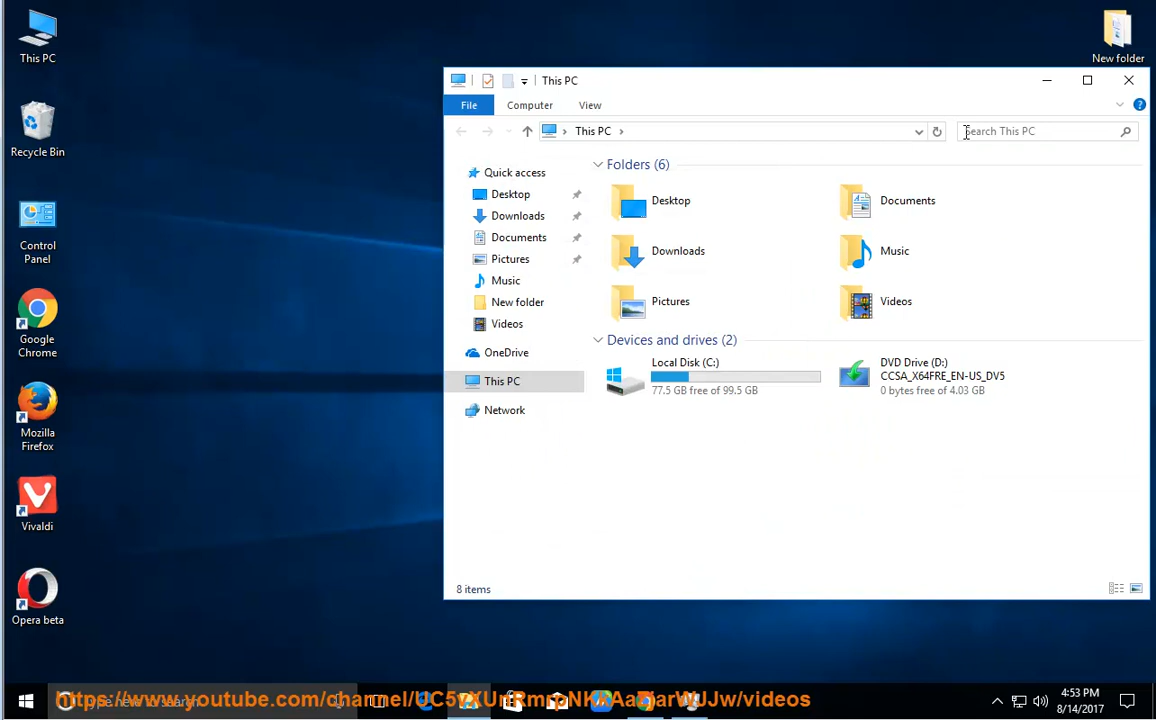 This PC
Recycle Bin
Control
Panel
Google
Chrome
Mozilla
Firefox
Vivaldi
Opera beta
New folder
This PC
File
Computer
View
This PC
Search This PC
Quick access
Desktop
Downloads
Documents
Pictures
Music
New folder
Videos
OneDrive
This PC
Network
Folders (6)
Desktop
Documents
Downloads
Music
Pictures
Videos
Devices and drives (2)
Local Disk (C:)
77.5 GB free of 99.5 GB
DVD Drive (D:)
CCSA_X64FRE_EN-US_DV5
0 bytes free of 4.03 GB
8 items
Type here to search
4:53 PM
8/14/2017